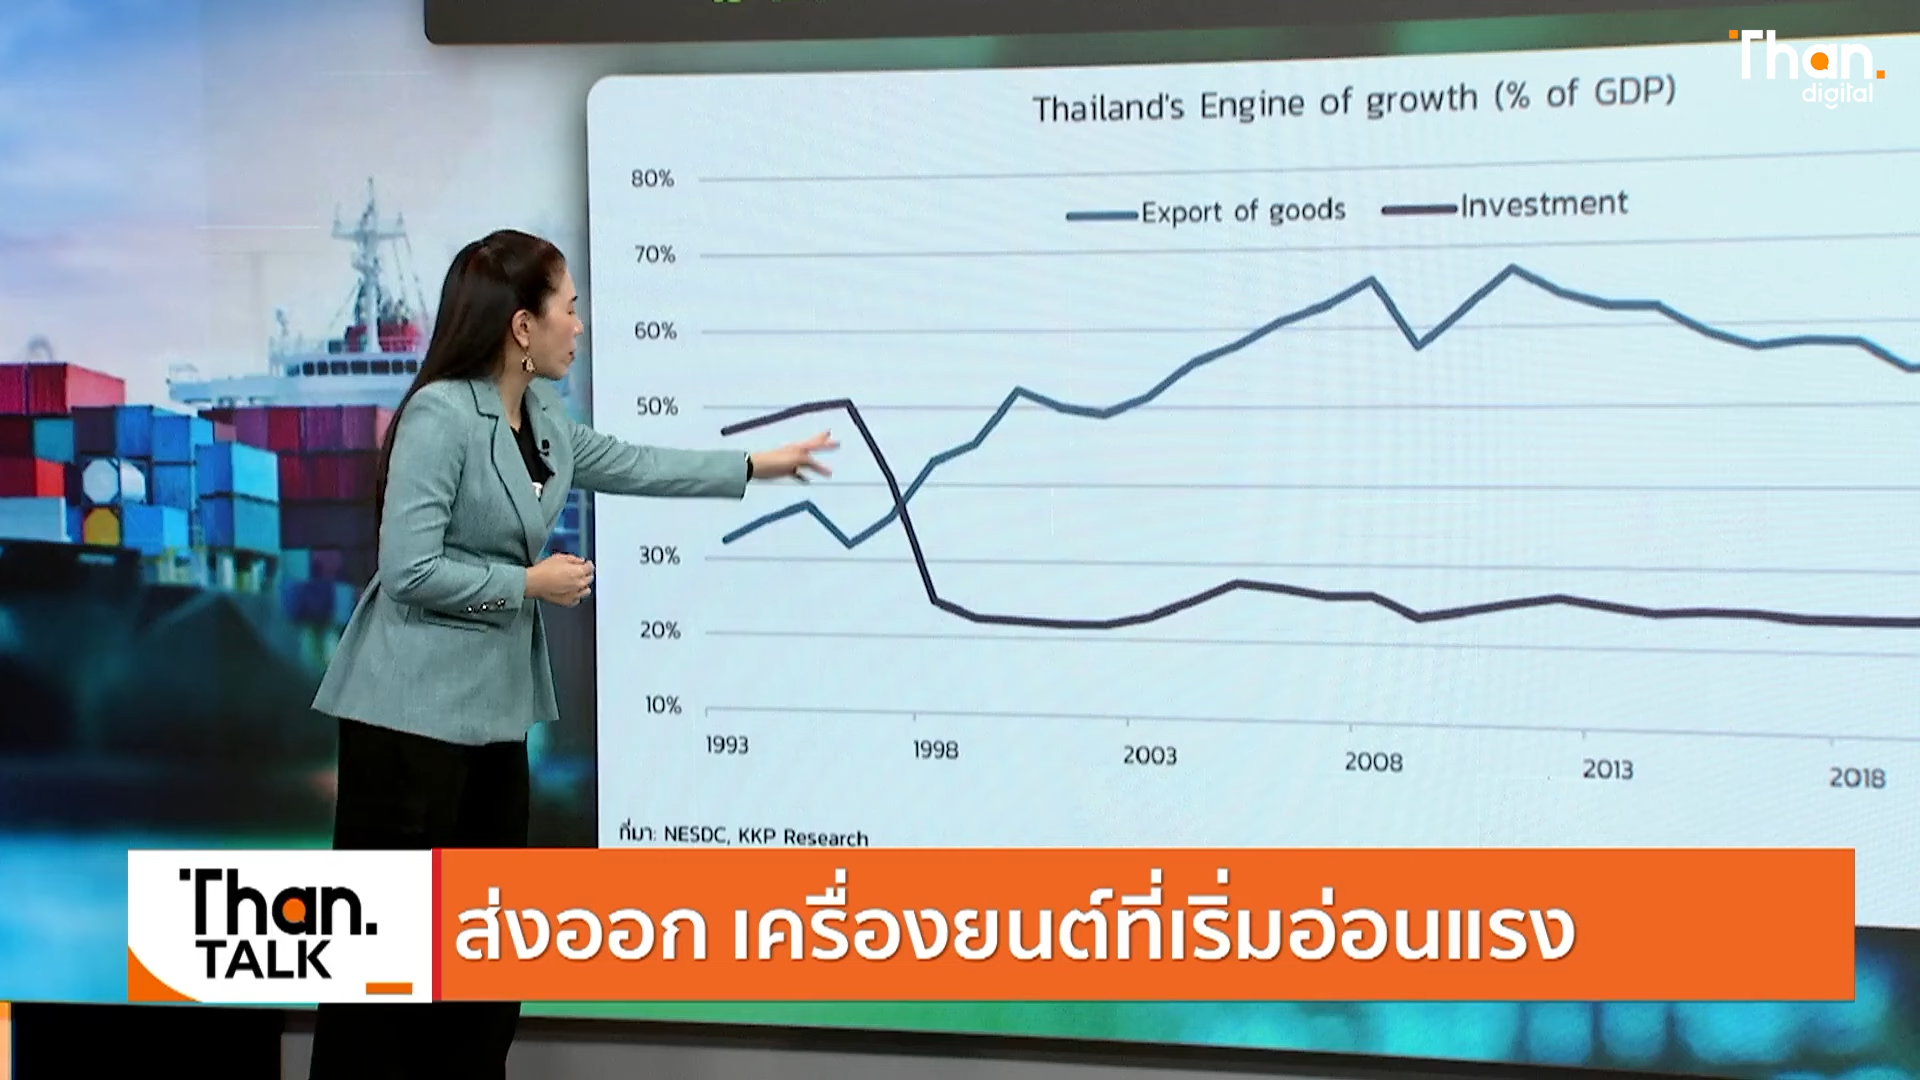 Than.
digital
Thailand's Engine of growth (% of GDP)
80%
Export of goods
Investment
70%
60%
50%
30%
20%
10%
1993
1998
2003
2008
2013
2018
ที่มา: NESDC, KKP Research
Than.
TALK
ส่งออก เครื่องยนต์ที่เริ่มอ่อนแรง